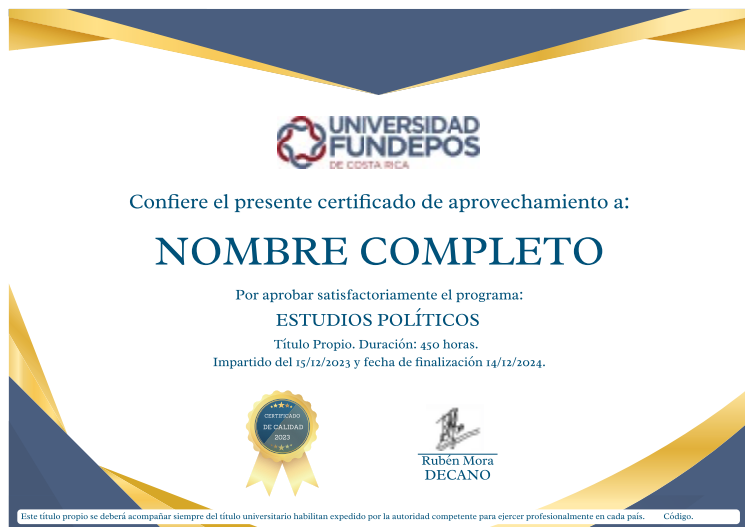 UNIVERSIDAD
FUNDEPOS
DE COSTA RICA
Confiere el presente certificado de aprovechamiento a:
NOMBRE COMPLETO
Por aprobar satisfactoriamente el programa:
ESTUDIOS POLÍTICOS
Título Propio. Duración: 450 horas.
Impartido del 15/12/2023 y fecha de finalización 14/12/2024.
CERTIFICADO
DE CALIDAD
2023
Rubén Mora
DECANO
Este título propio se deberá acompañar siempre del título universitario habilitan expedido por la autoridad competente para ejercer profesionalmente en cada país. Código.